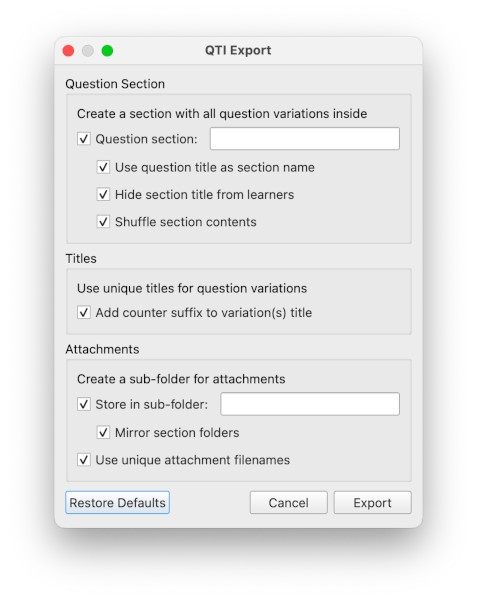 QTI Export
Question Section
Create a section with all question variations inside
Question section:
Use question title as section name
Hide section title from learners
Shuffle section contents
Titles
Use unique titles for question variations
Add counter suffix to variation(s) title
Attachments
Create a sub-folder for attachments
Store in sub-folder:
Mirror section folders
Use unique attachment filenames
Restore Defaults Cancel Export